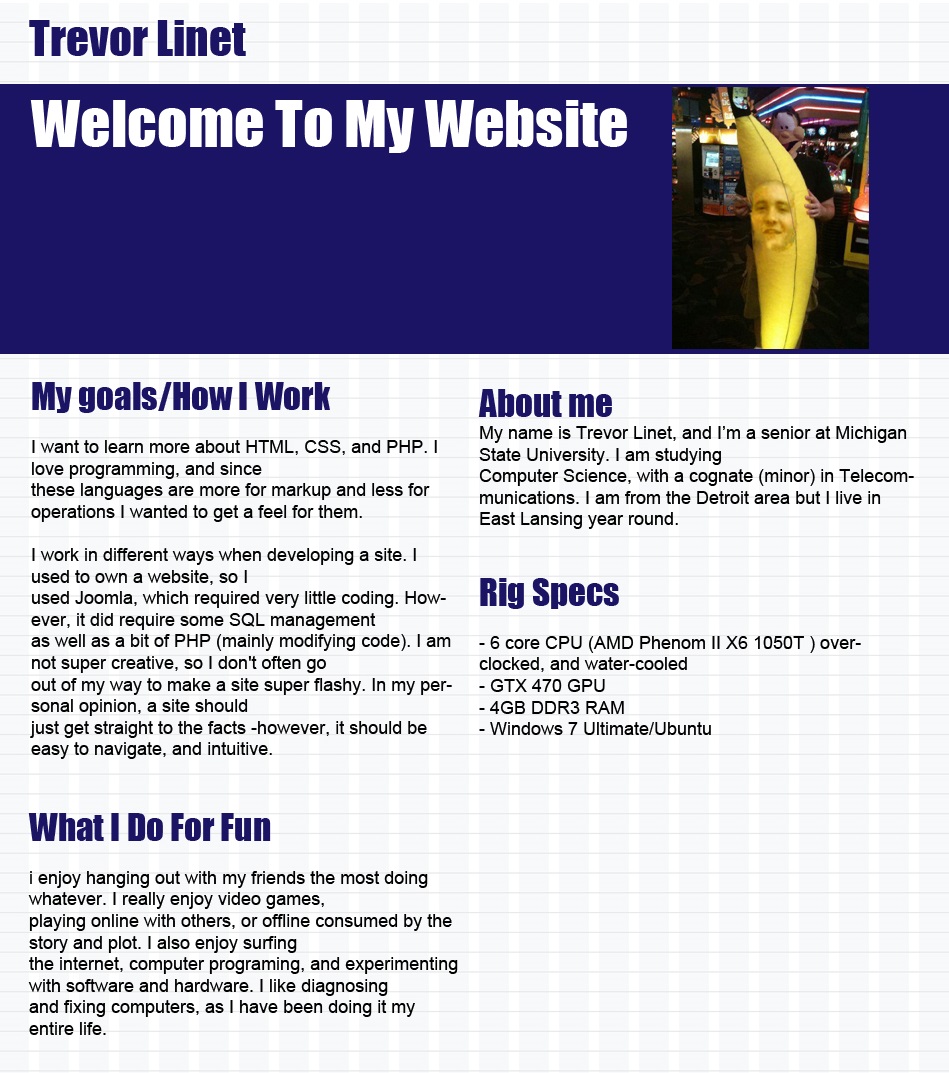 Trevor Linet
Welcome To My Website
My goals/How I Work
I want to learn more about HTML, CSS, and PHP. I
love programming, and since
these languages are more for markup and less for
operations I wanted to get a feel for them.
I work in different ways when developing a site. I
used to own a website, so I
used Joomla, which required very little coding. How-
ever, it did require some SQL management
as well as a bit of PHP (mainly modifying code). I am
not super creative, so I don't often go
out of my way to make a site super flashy. In my per-
sonal opinion, a site should
just get straight to the facts -however, it should be
easy to navigate, and intuitive.
What I Do For Fun
i enjoy hanging out with my friends the most doing
whatever. I really enjoy video games,
playing online with others, or offline consumed by the
story and plot. I also enjoy surfing
the internet, computer programing, and experimenting
with software and hardware. I like diagnosing
and fixing computers, as I have been doing it my
entire life.
About me
My name is Trevor Linet, and I’m a senior at Michigan
State University. I am studying
Computer Science, with a cognate (minor) in Telecom-
munications. I am from the Detroit area but I live in
East Lansing year round.
Rig Specs
- 6 core CPU (AMD Phenom II X6 1050T ) over-
clocked, and water-cooled
- GTX 470 GPU
- 4GB DDR3 RAM
- Windows 7 Ultimate/Ubuntu